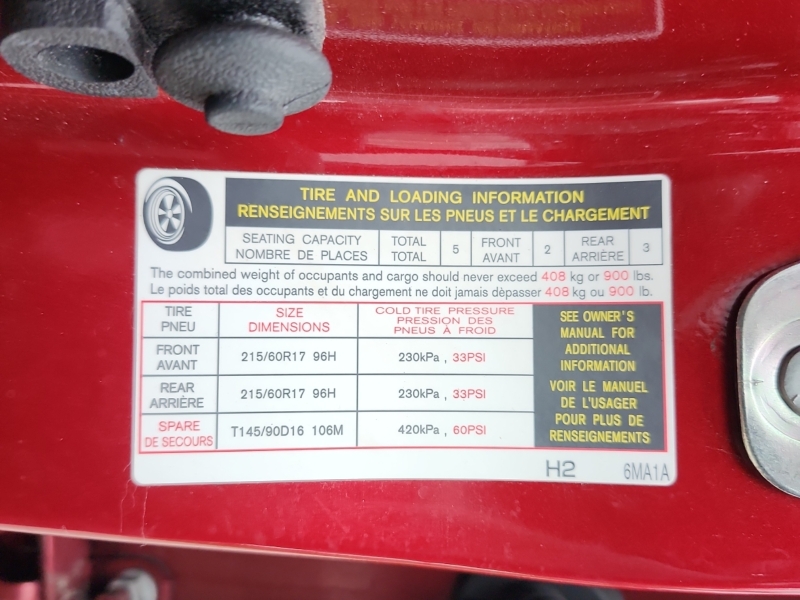 TIRE AND LOADING INFORMATION
RENSEIGNEMENTS SUR LES PNEUS ET LE CHARGEMENT
SEATING CAPACITY TOTAL 5 FRONT 2 REAR 3
NOMBRE DE PLACES TOTAL AVANT ARRIÈRE
The combined weight of occupants and cargo should never exceed 408 kg or 900 lbs.
Le poids total des occupants et du chargement ne doit jamais dépasser 408 kg ou 900 lb.
TIRE SIZE COLD TIRE PRESSURE
PNEU DIMENSIONS PRESSION DES
PNEUS À FROID
FRONT
AVANT 215/60R17 96H 230kPa , 33PSI
REAR
ARRIÈRE 215/60R17 96H 230kPa , 33PSI
SPARE
DE SECOURS T145/90D16 106M 420kPa , 60PSI
SEE OWNER'S
MANUAL FOR
ADDITIONAL
INFORMATION
VOIR LE MANUEL
DE L'USAGER
POUR PLUS DE
RENSEIGNEMENTS
H2 6MA1A